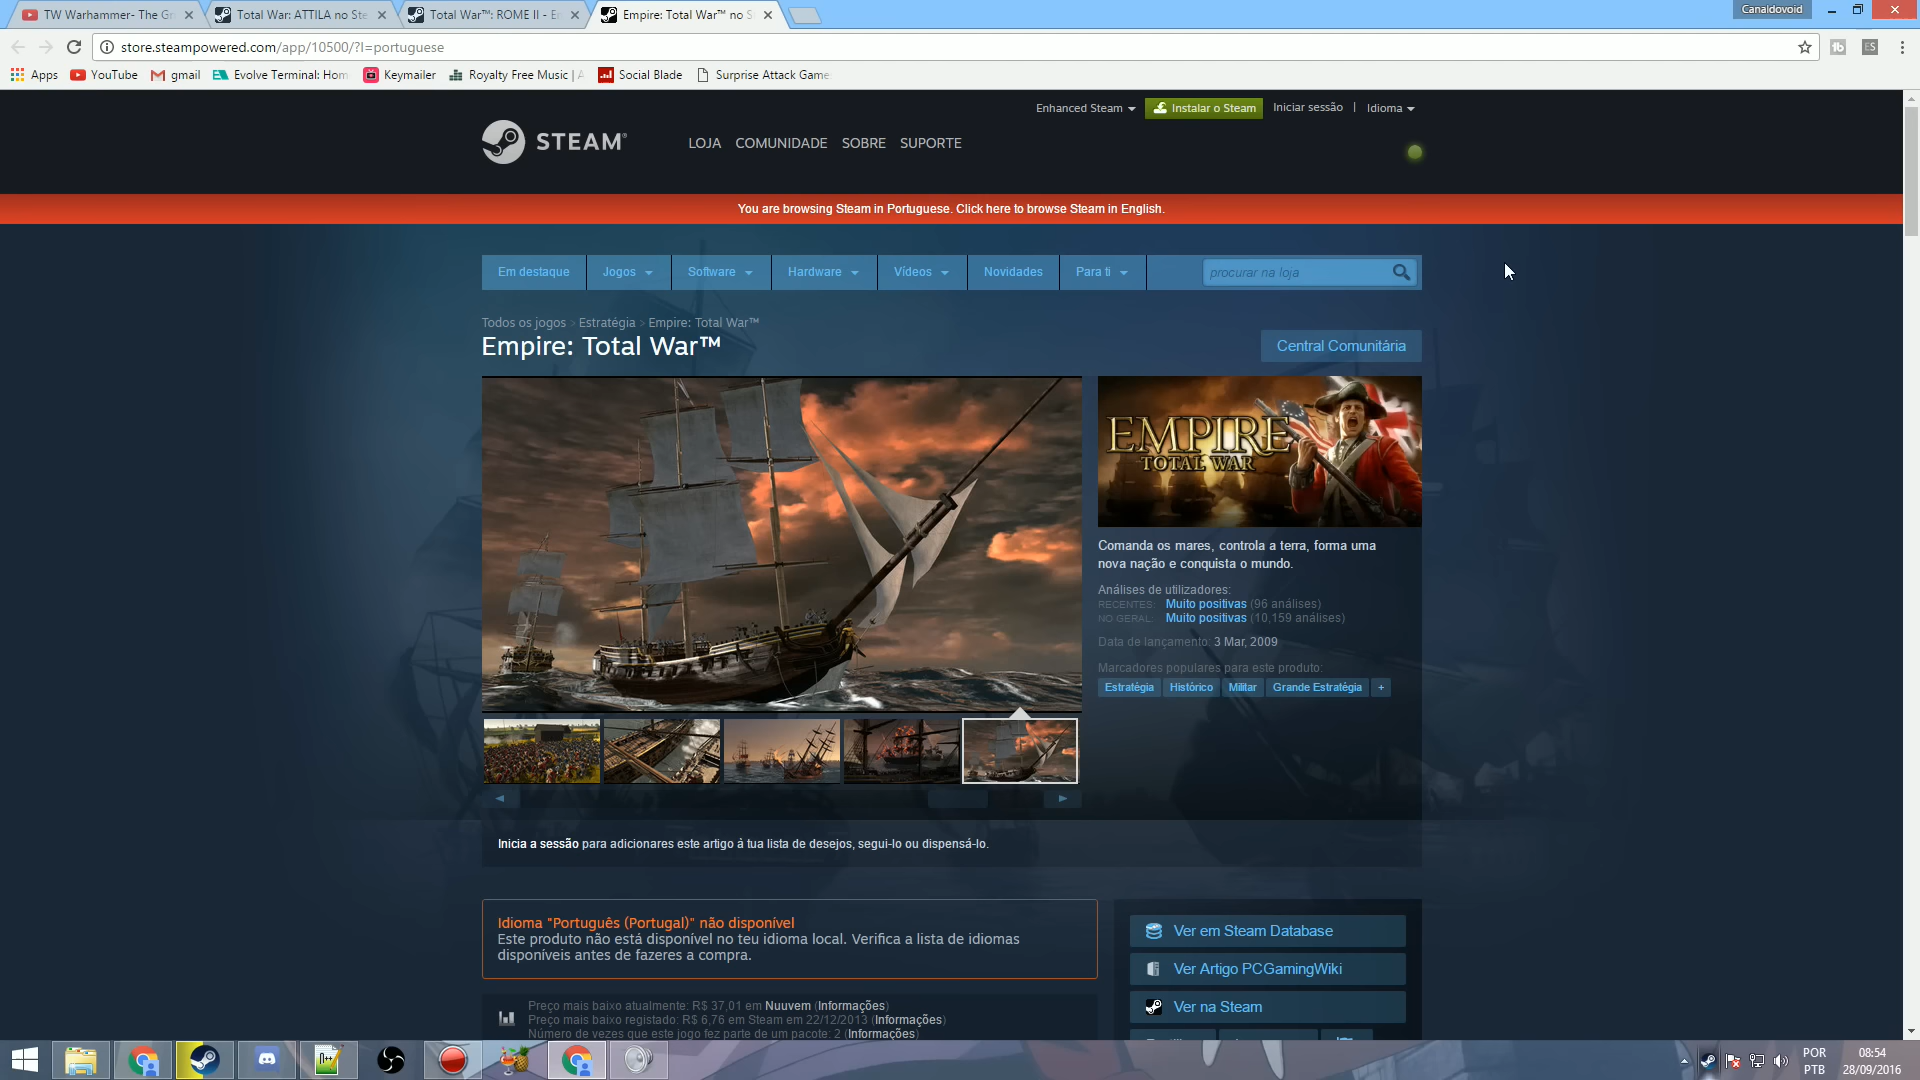 TW Warhammer- The Gr
Total War: ATTILA no Ste
Total War™: ROME II - E
Empire: Total War™ no S
Canaldovoid
store.steampowered.com/app/10500/?l=portuguese
Apps
YouTube
gmail
Evolve Terminal: Hom
Keymailer
Royalty Free Music | A
Social Blade
Surprise Attack Game
Enhanced Steam
Instalar o Steam
Iniciar sessão
|
Idioma
STEAM®
LOJA COMUNIDADE SOBRE SUPORTE
You are browsing Steam in Portuguese. Click here to browse Steam in English.
Em destaque
Jogos
Software
Hardware
Vídeos
Novidades
Para ti
procurar na loja
Todos os jogos > Estratégia > Empire: Total War™
Empire: Total War™
Central Comunitária
EMPIRE
TOTAL WAR
Comanda os mares, controla a terra, forma uma
nova nação e conquista o mundo.
Análises de utilizadores:
RECENTES: Muito positivas (96 análises)
NO GERAL: Muito positivas (10,159 análises)
Data de lançamento: 3 Mar, 2009
Marcadores populares para este produto:
Estratégia Histórico Militar Grande Estratégia +
Inicia a sessão para adicionares este artigo à tua lista de desejos, segui-lo ou dispensá-lo.
Idioma "Português (Portugal)" não disponível
Este produto não está disponível no teu idioma local. Verifica a lista de idiomas
disponíveis antes de fazeres a compra.
Preço mais baixo atualmente: R$ 37,01 em Nuuvem (Informações)
Preço mais baixo registado: R$ 6,76 em Steam em 22/12/2013 (Informações)
Número de vezes que este jogo fez parte de um pacote: 2 (Informações)
Ver em Steam Database
Ver Artigo PCGamingWiki
Ver na Steam
POR
PTB
08:54
28/09/2016